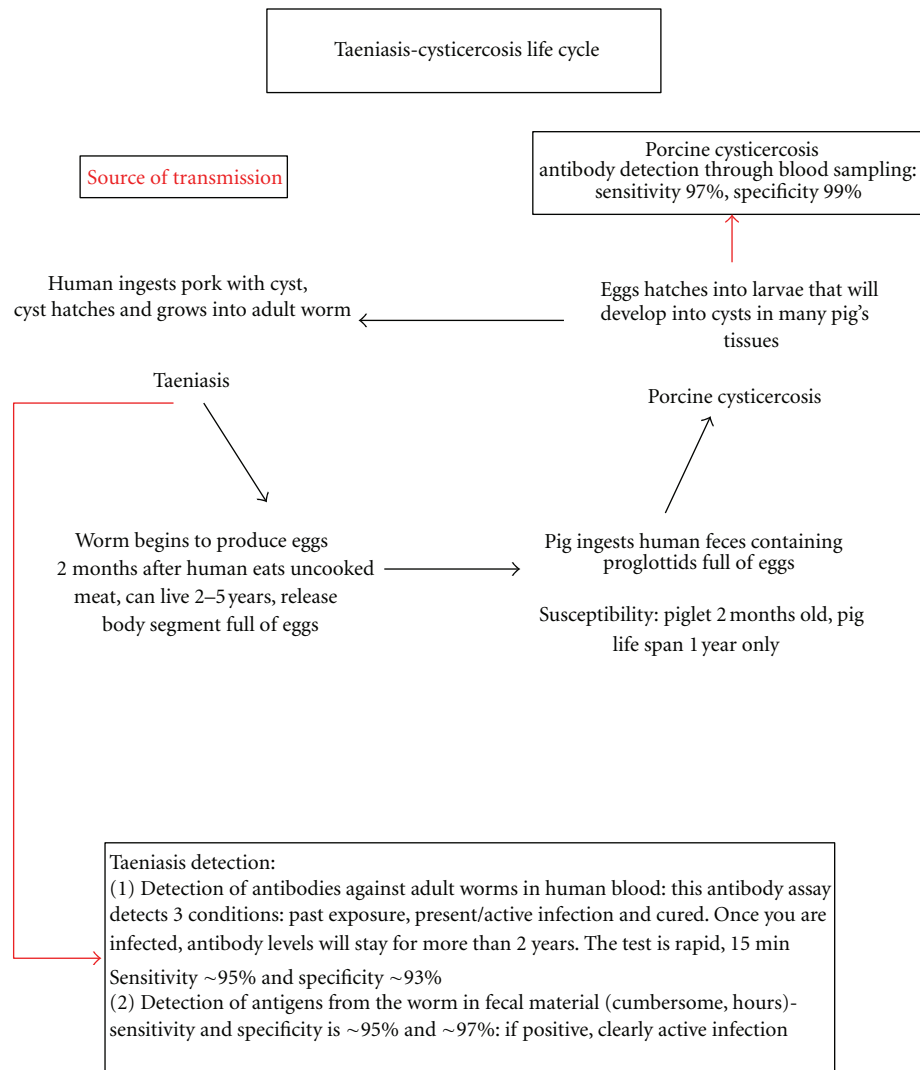 Taeniasis-cysticercosis life cycle
Source of transmission
Porcine cysticercosis
antibody detection through blood sampling:
sensitivity 97%, specificity 99%
Human ingests pork with cyst,
cyst hatches and grows into adult worm
Eggs hatches into larvae that will
develop into cysts in many pig's
tissues
Taeniasis
Porcine cysticercosis
Worm begins to produce eggs
2 months after human eats uncooked
meat, can live 2–5 years, release
body segment full of eggs
Pig ingests human feces containing
proglottids full of eggs
Susceptibility: piglet 2 months old, pig
life span 1 year only
Taeniasis detection:
(1) Detection of antibodies against adult worms in human blood: this antibody assay
detects 3 conditions: past exposure, present/active infection and cured. Once you are
infected, antibody levels will stay for more than 2 years. The test is rapid, 15 min
Sensitivity ~95% and specificity ~93%
(2) Detection of antigens from the worm in fecal material (cumbersome, hours)-
sensitivity and specificity is ~95% and ~97%: if positive, clearly active infection